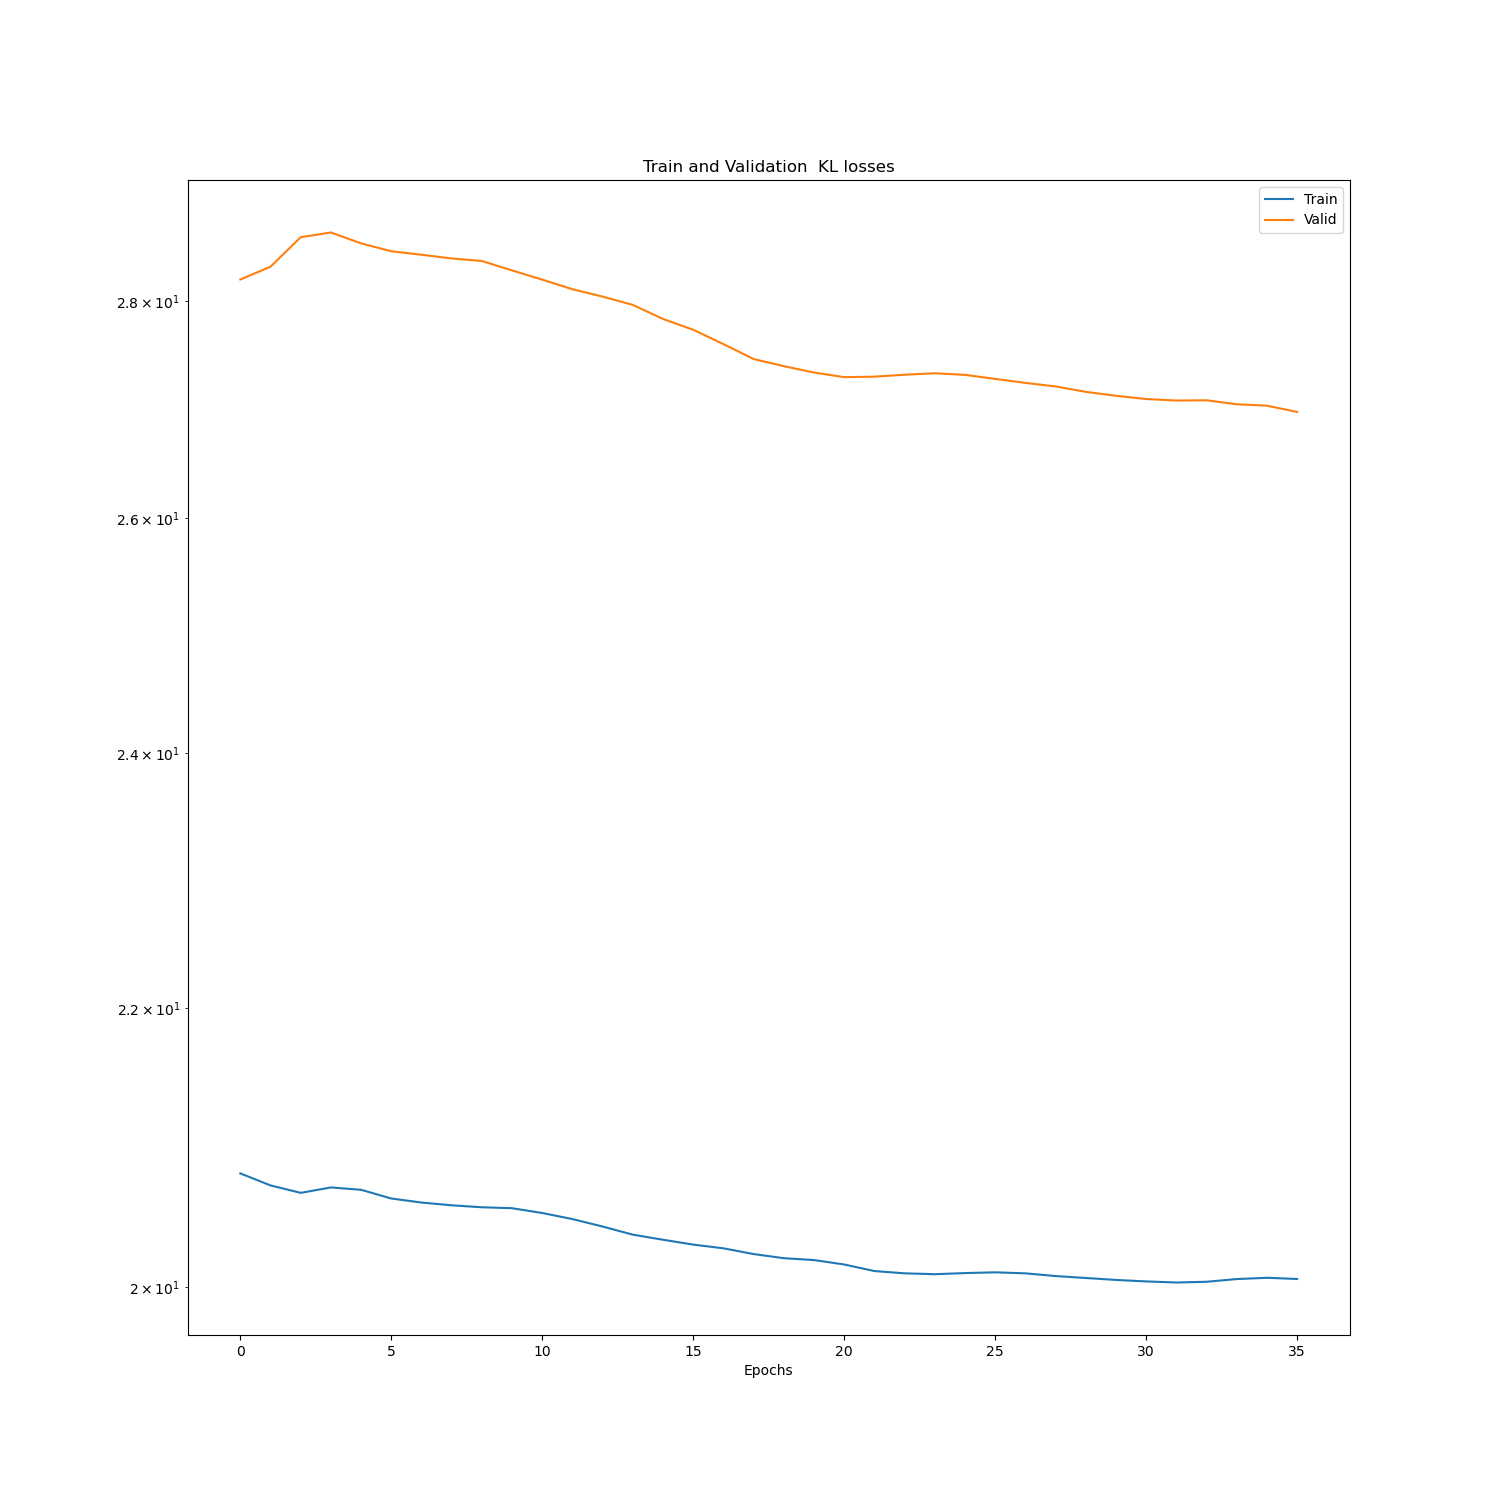 Train and Validation  KL losses
Train
Valid
2.8 × 10¹
2.6 × 10¹
2.4 × 10¹
2.2 × 10¹
2 × 10¹
0 5 10 15 20 25 30 35
Epochs